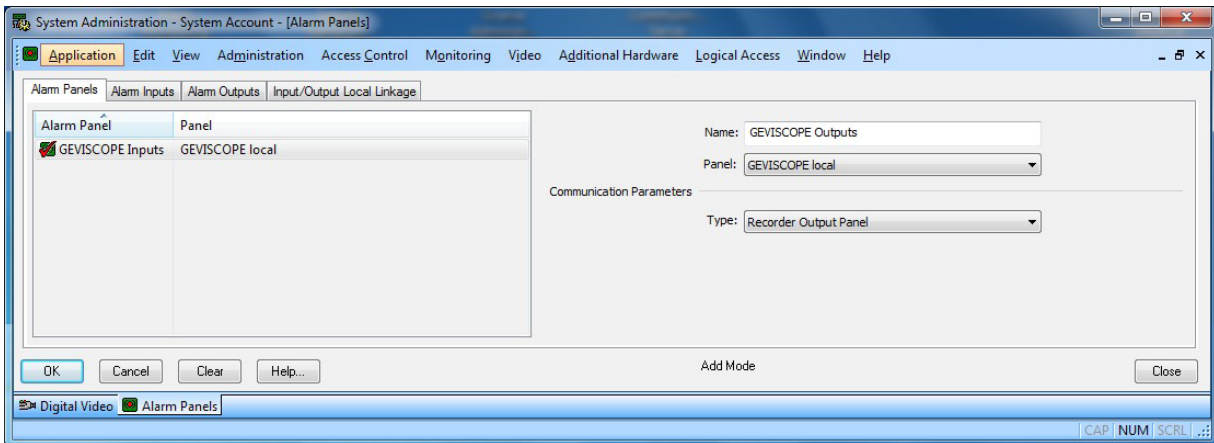 System Administration - System Account - [Alarm Panels]
Application Edit View Administration Access Control Monitoring Video Additional Hardware Logical Access Window Help
Alarm Panels Alarm Inputs Alarm Outputs Input/Output Local Linkage
Alarm Panel Panel
GEVISCOPE Inputs GEVISCOPE local
Name: GEVISCOPE Outputs
Panel: GEVISCOPE local
Communication Parameters
Type: Recorder Output Panel
OK Cancel Clear Help... Add Mode Close
Digital Video Alarm Panels
CAP NUM SCRL